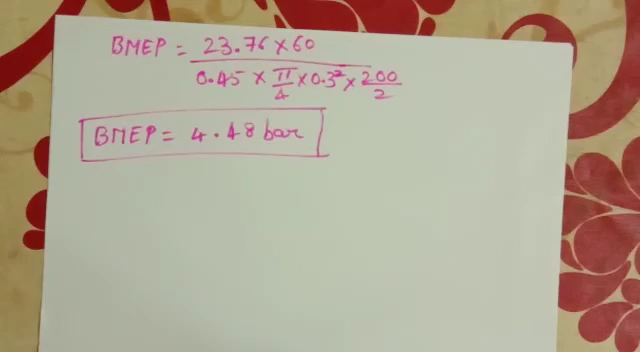 BMEP = 23.76 × 60
0.45 × π/4 × 0.3² × 200/2
BMEP = 4.48 bar